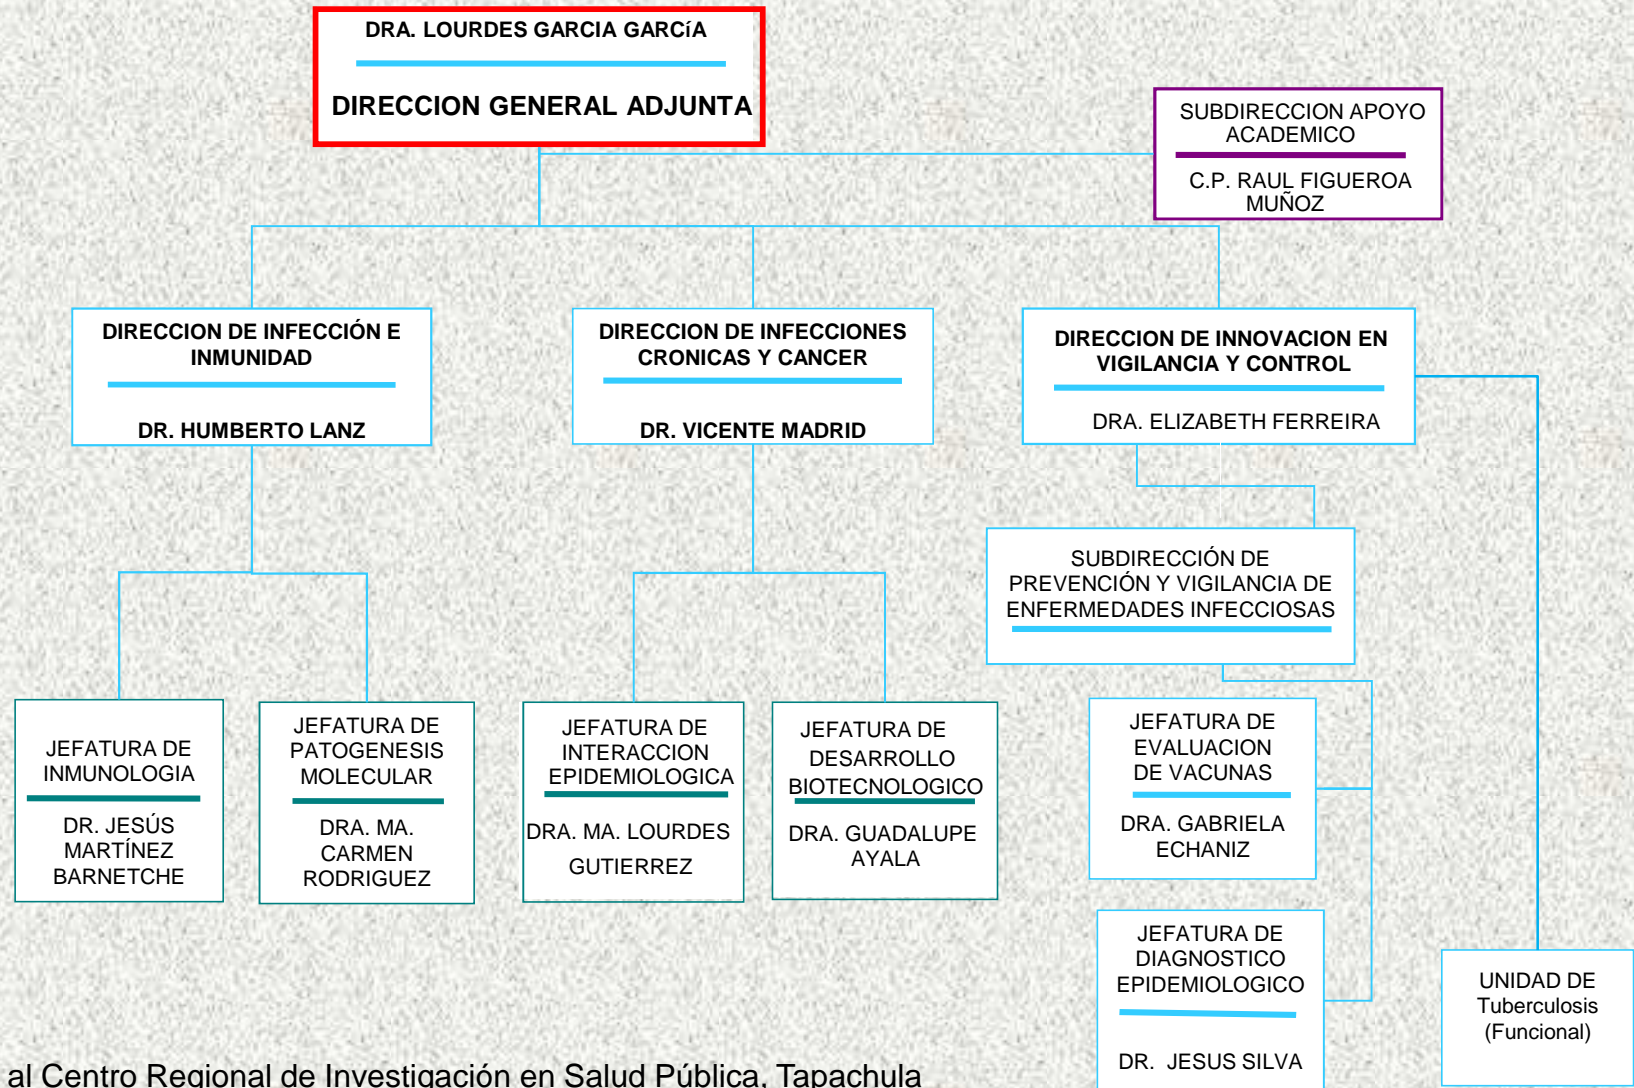 DRA. LOURDES GARCIA GARCíA
DIRECCION GENERAL ADJUNTA
SUBDIRECCION APOYO
ACADEMICO
C.P. RAUL FIGUEROA
MUÑOZ
DIRECCION DE INFECCIÓN E
INMUNIDAD
DR. HUMBERTO LANZ
DIRECCION DE INFECCIONES
CRONICAS Y CANCER
DR. VICENTE MADRID
DIRECCION DE INNOVACION EN
VIGILANCIA Y CONTROL
DRA. ELIZABETH FERREIRA
SUBDIRECCIÓN DE
PREVENCIÓN Y VIGILANCIA DE
ENFERMEDADES INFECCIOSAS
JEFATURA DE
INMUNOLOGIA
DR. JESÚS
MARTÍNEZ
BARNETCHE
JEFATURA DE
PATOGENESIS
MOLECULAR
DRA. MA.
CARMEN
RODRIGUEZ
JEFATURA DE
INTERACCION
EPIDEMIOLOGICA
DRA. MA. LOURDES
GUTIERREZ
JEFATURA DE
DESARROLLO
BIOTECNOLOGICO
DRA. GUADALUPE
AYALA
JEFATURA DE
EVALUACION
DE VACUNAS
DRA. GABRIELA
ECHANIZ
JEFATURA DE
DIAGNOSTICO
EPIDEMIOLOGICO
DR. JESUS SILVA
UNIDAD DE
Tuberculosis
(Funcional)
al Centro Regional de Investigación en Salud Pública, Tapachula